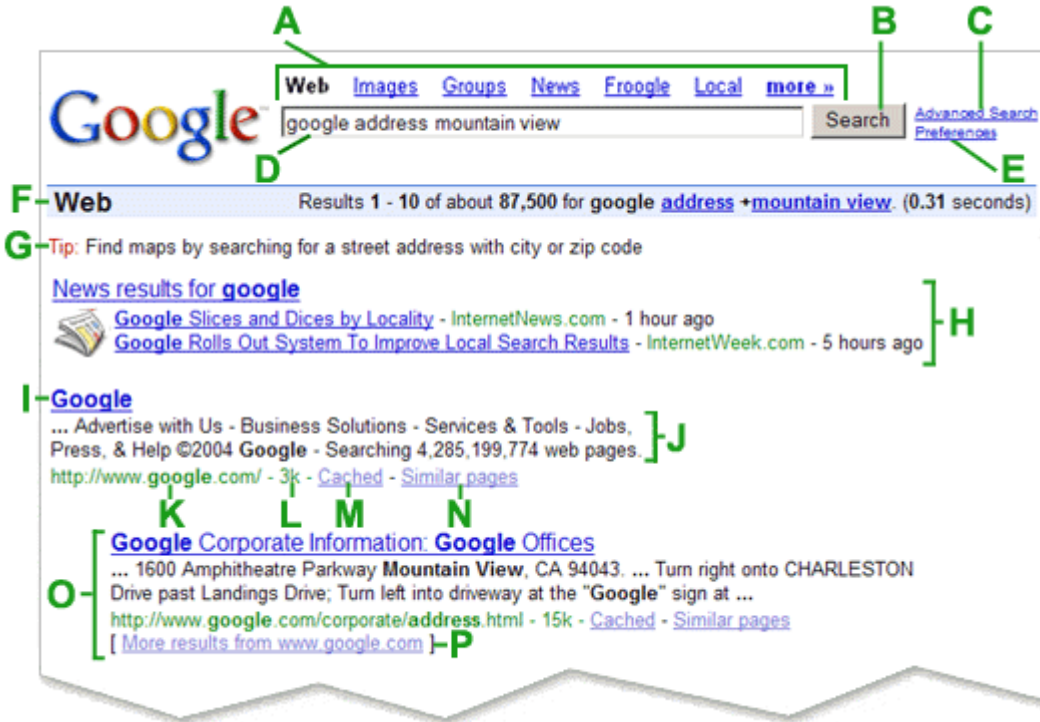 A B C
Web Images Groups News Froogle Local more »
Google™ google address mountain view Search Advanced Search
Preferences
D E
F Web Results 1 - 10 of about 87,500 for google address +mountain view. (0.31 seconds)
G Tip: Find maps by searching for a street address with city or zip code
News results for google
Google Slices and Dices by Locality - InternetNews.com - 1 hour ago
H
Google Rolls Out System To Improve Local Search Results - InternetWeek.com - 5 hours ago
I Google
... Advertise with Us - Business Solutions - Services & Tools - Jobs,
J
Press, & Help ©2004 Google - Searching 4,285,199,774 web pages.
http://www.google.com/ - 3k - Cached - Similar pages
K L M N
Google Corporate Information: Google Offices
... 1600 Amphitheatre Parkway Mountain View, CA 94043. ... Turn right onto CHARLESTON
O Drive past Landings Drive; Turn left into driveway at the "Google" sign at ...
http://www.google.com/corporate/address.html - 15k - Cached - Similar pages
[ More results from www.google.com ] P